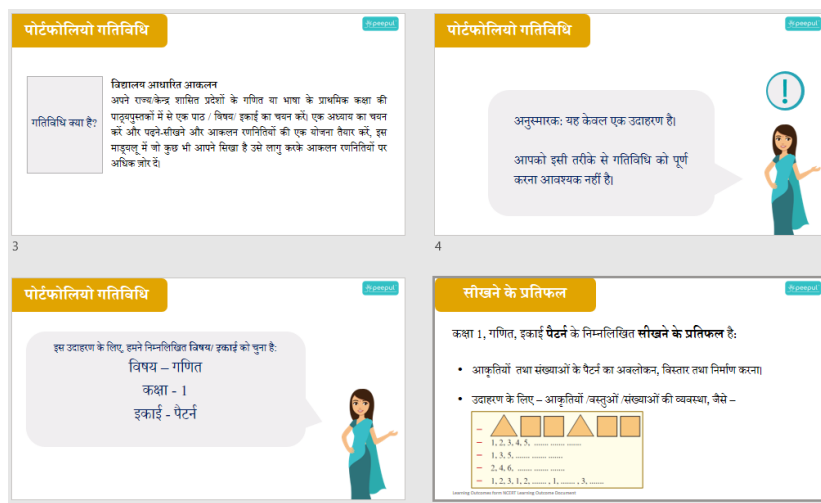 पोर्टफोलियो गतिविधि
peepul
गतिविधि क्या है?
विद्यालय आधारित आकलन
अपने राज्य/केन्द्र शासित प्रदेशों के गणित या भाषा के प्राथमिक कक्षा की
पाठ्यपुस्तकों में से एक पाठ / विषय/ इकाई का चयन करें। एक अध्याय का चयन
करें और पढ़ने-सीखने और आकलन रणनितियों की एक योजना तैयार करें, इस
माड्यलू में जो कुछ भी आपने सिखा है उसे लागु करके आकलन रणनितियों पर
अधिक ज़ोर दें।
3
पोर्टफोलियो गतिविधि
peepul
अनुस्मारक: यह केवल एक उदाहरण है।
आपको इसी तरीके से गतिविधि को पूर्ण
करना आवश्यक नहीं है।
4
पोर्टफोलियो गतिविधि
peepul
इस उदाहरण के लिए, हमने निम्नलिखित विषय/ इकाई को चुना है:
विषय – गणित
कक्षा - 1
इकाई - पैटर्न
सीखने के प्रतिफल
peepul
कक्षा 1, गणित, इकाई पैटर्न के निम्नलिखित सीखने के प्रतिफल है:
• आकृतियों तथा संख्याओं के पैटर्न का अवलोकन, विस्तार तथा निर्माण करना।
• उदाहरण के लिए – आकृतियों /वस्तुओं /संख्याओं की व्यवस्था, जैसे –
–
– 1, 2, 3, 4, 5, ....... ....... .......
– 1, 3, 5, ....... ....... .......
– 2, 4, 6, ....... ....... .......
– 1, 2, 3, 1, 2, ....... , 1, ....... , 3, .......
Learning Outcomes form NCERT Learning Outcome Document